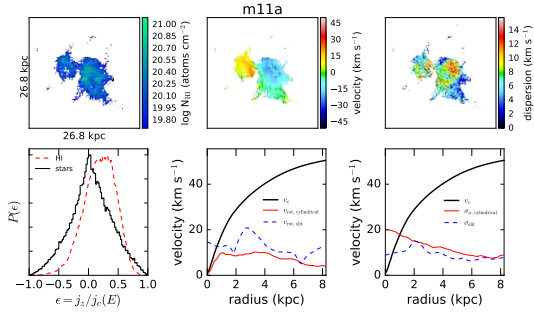 m11a
26.8 kpc
26.8 kpc
21.00
20.85
20.70
20.55
20.40
20.25
20.10
19.95
19.80
log N_HI (atoms cm⁻²)
45
30
15
0
−15
−30
−45
velocity (km s⁻¹)
14
12
10
8
6
4
2
0
dispersion (km s⁻¹)
P(ϵ)
HI
stars
−1.0 −0.5 0.0 0.5 1.0
ϵ = j_z/j_c(E)
velocity (km s⁻¹)
40
20
0
v_c
v_rot, cylindrical
v_rot, slit
0 2 4 6 8
radius (kpc)
velocity (km s⁻¹)
40
20
0
v_c
σ_ϕ, cylindrical
σ_slit
0 2 4 6 8
radius (kpc)